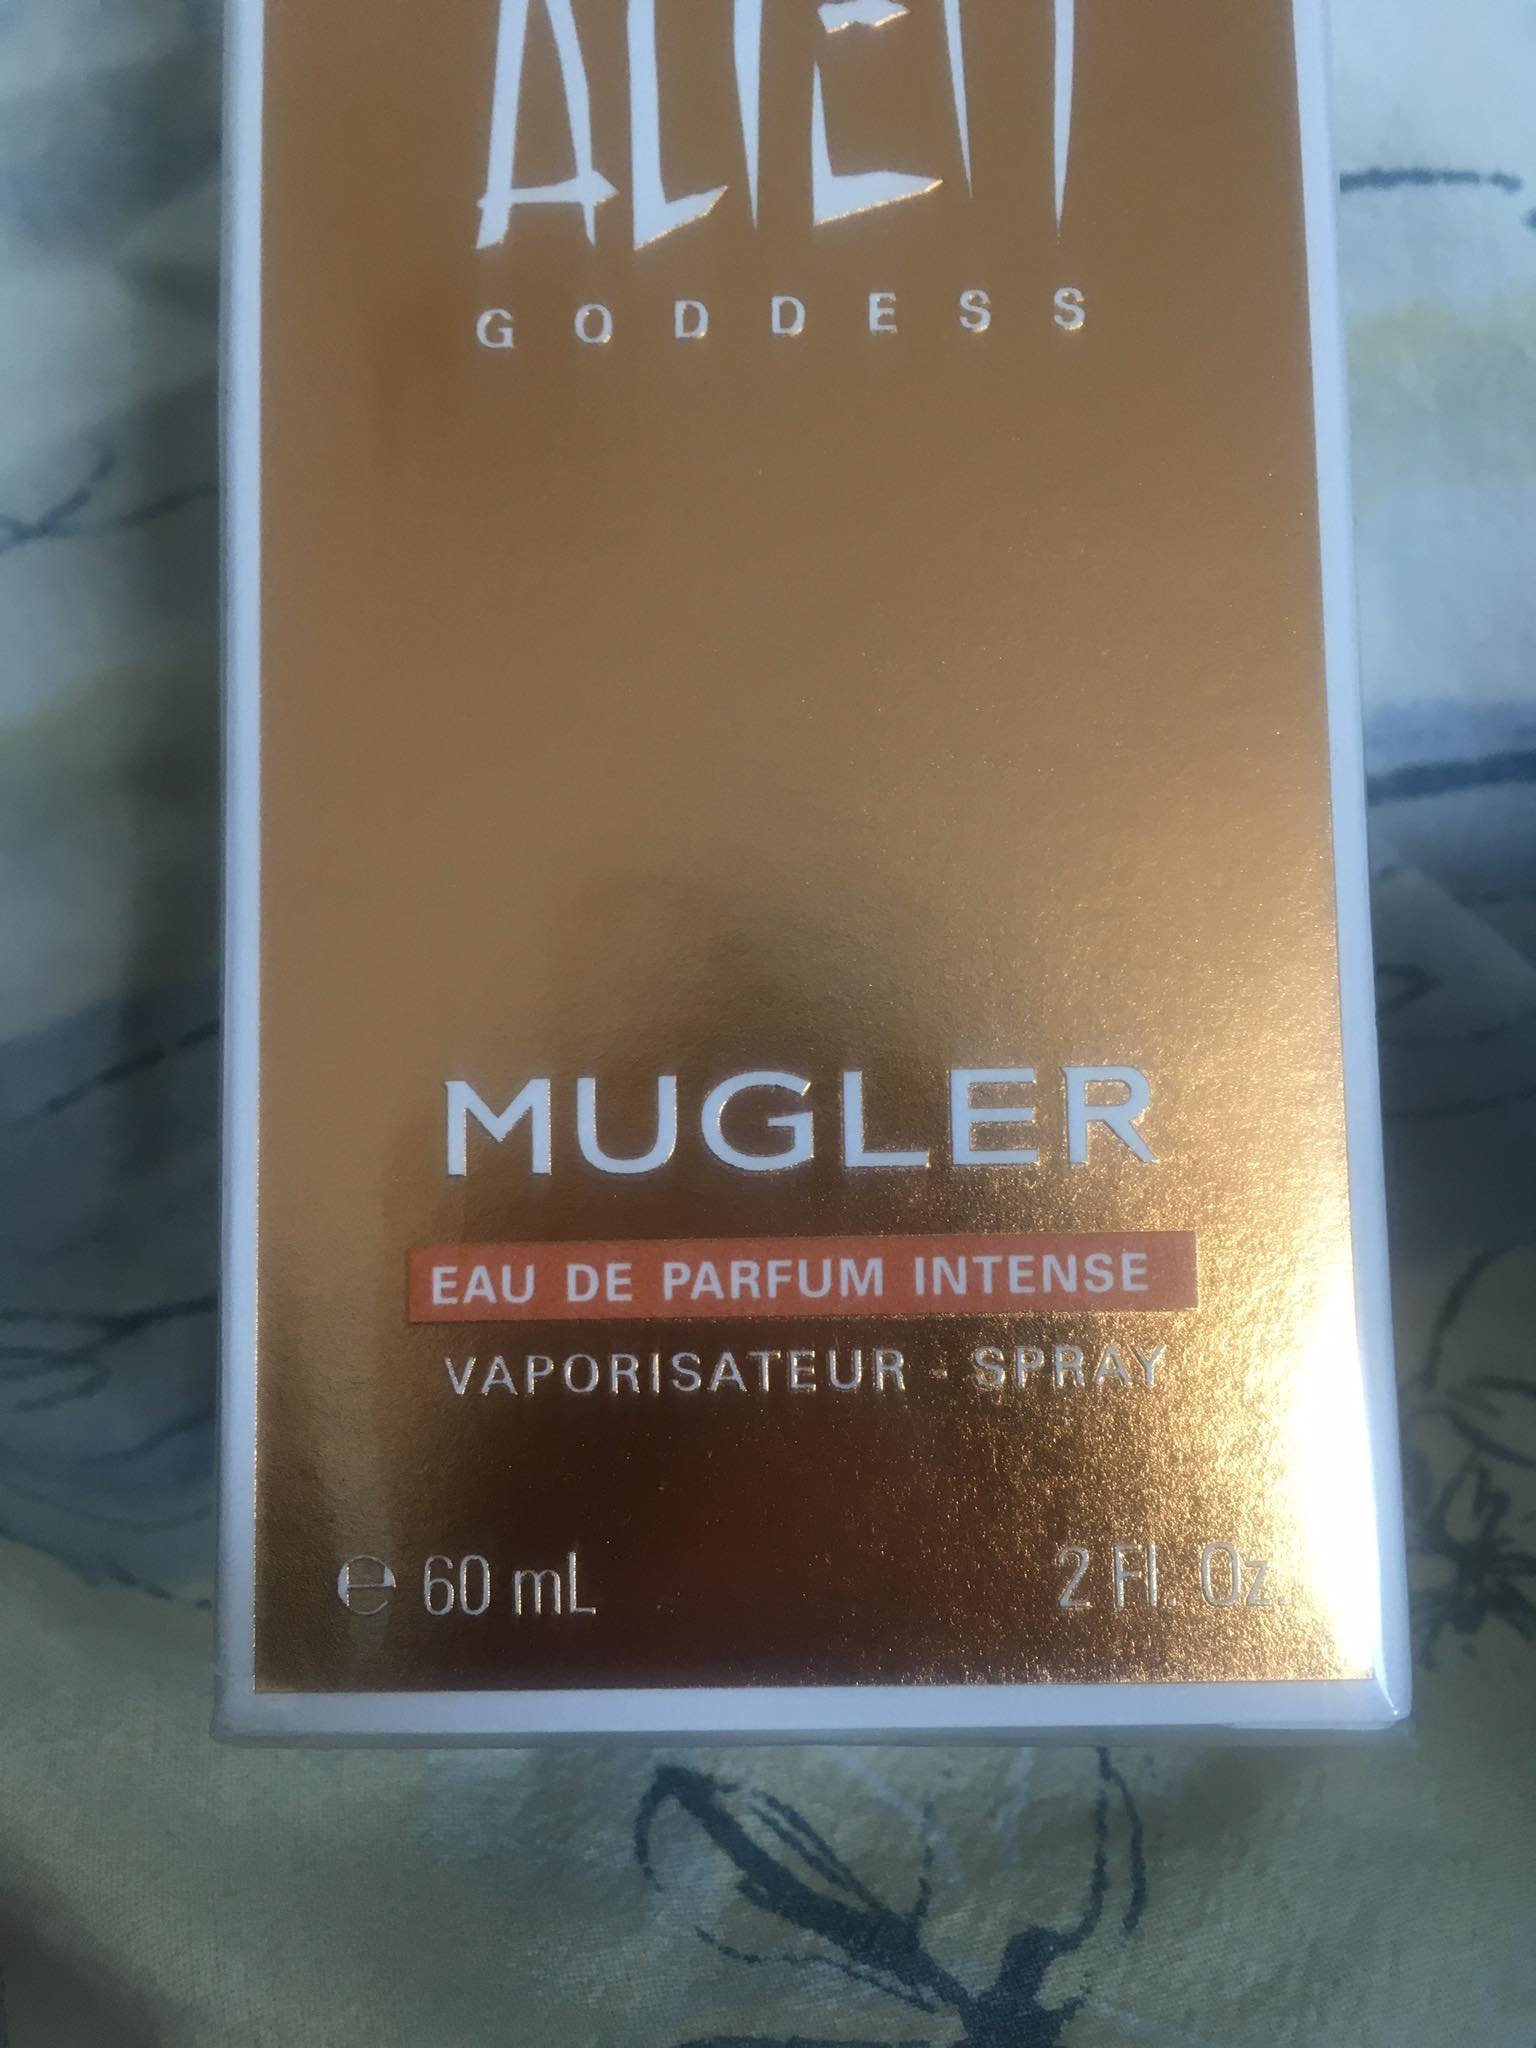 ALIEN
GODDESS
MUGLER
EAU DE PARFUM INTENSE
VAPORISATEUR - SPRAY
℮ 60 mL 2 Fl. Oz.